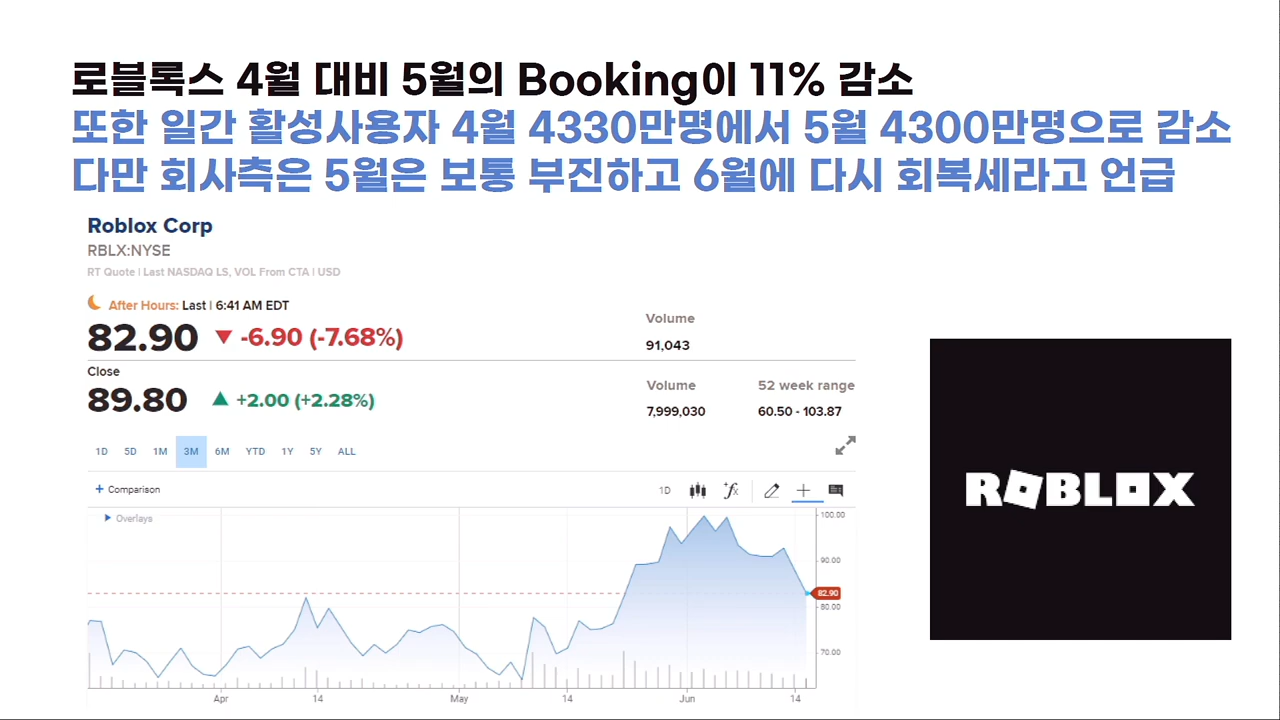 로블록스 4월 대비 5월의 Booking이 11% 감소
또한 일간 활성사용자 4월 4330만명에서 5월 4300만명으로 감소
다만 회사측은 5월은 보통 부진하고 6월에 다시 회복세라고 언급
Roblox Corp
RBLX:NYSE
RT Quote | Last NASDAQ LS, VOL From CTA | USD
After Hours: Last | 6:41 AM EDT
82.90 ▼ -6.90 (-7.68%)
Volume
91,043
Close
89.80 ▲ +2.00 (+2.28%)
Volume 52 week range
7,999,030 60.50 - 103.87
1D 5D 1M 3M 6M YTD 1Y 5Y ALL
+ Comparison 1D
Overlays
100.00
90.00
82.90
80.00
70.00
Apr 14 May 14 Jun 14
ROBLOX